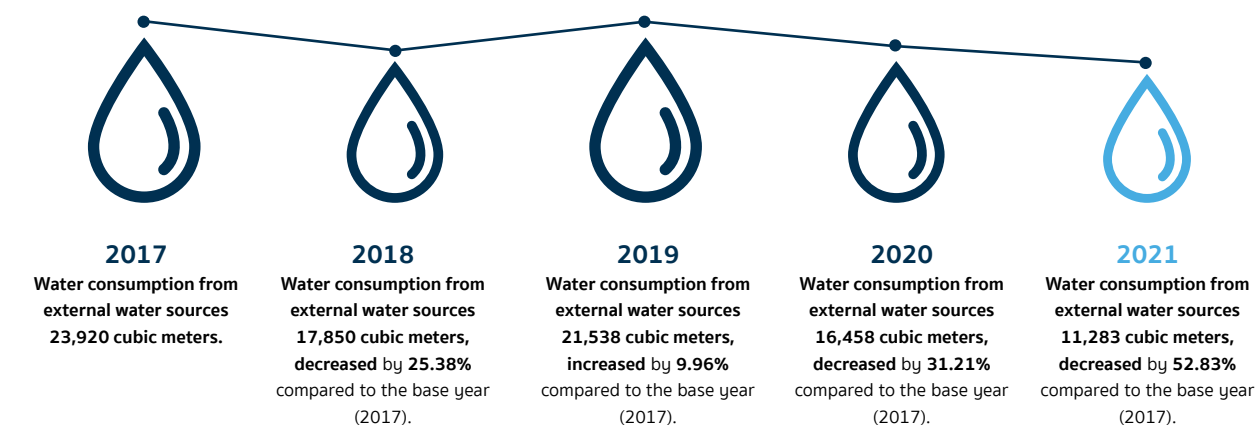 2017
Water consumption from
external water sources
23,920 cubic meters.
2018
Water consumption from
external water sources
17,850 cubic meters,
decreased by 25.38%
compared to the base year
(2017).
2019
Water consumption from
external water sources
21,538 cubic meters,
increased by 9.96%
compared to the base year
(2017).
2020
Water consumption from
external water sources
16,458 cubic meters,
decreased by 31.21%
compared to the base year
(2017).
2021
Water consumption from
external water sources
11,283 cubic meters,
decreased by 52.83%
compared to the base year
(2017).